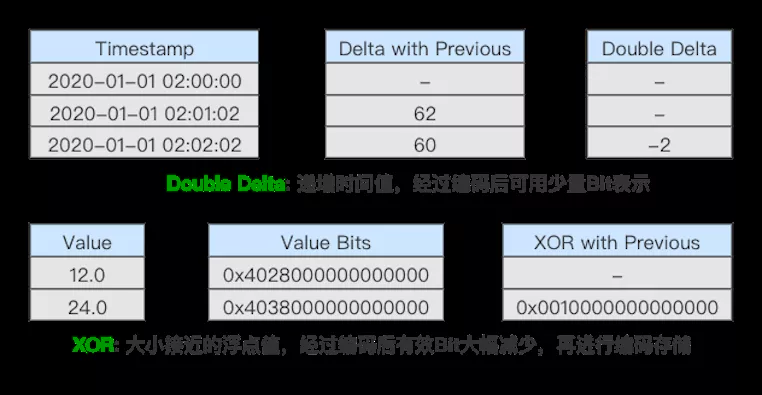 Timestamp Delta with Previous Double Delta
2020-01-01 02:00:00 – –
2020-01-01 02:01:02 62 –
2020-01-01 02:02:02 60 -2
Double Delta: 递增时间值，经过编码后可用少量Bit表示
Value Value Bits XOR with Previous
12.0 0x4028000000000000 –
24.0 0x4038000000000000 0x0010000000000000
XOR: 大小接近的浮点值，经过编码后有效Bit大幅减少，再进行编码存储